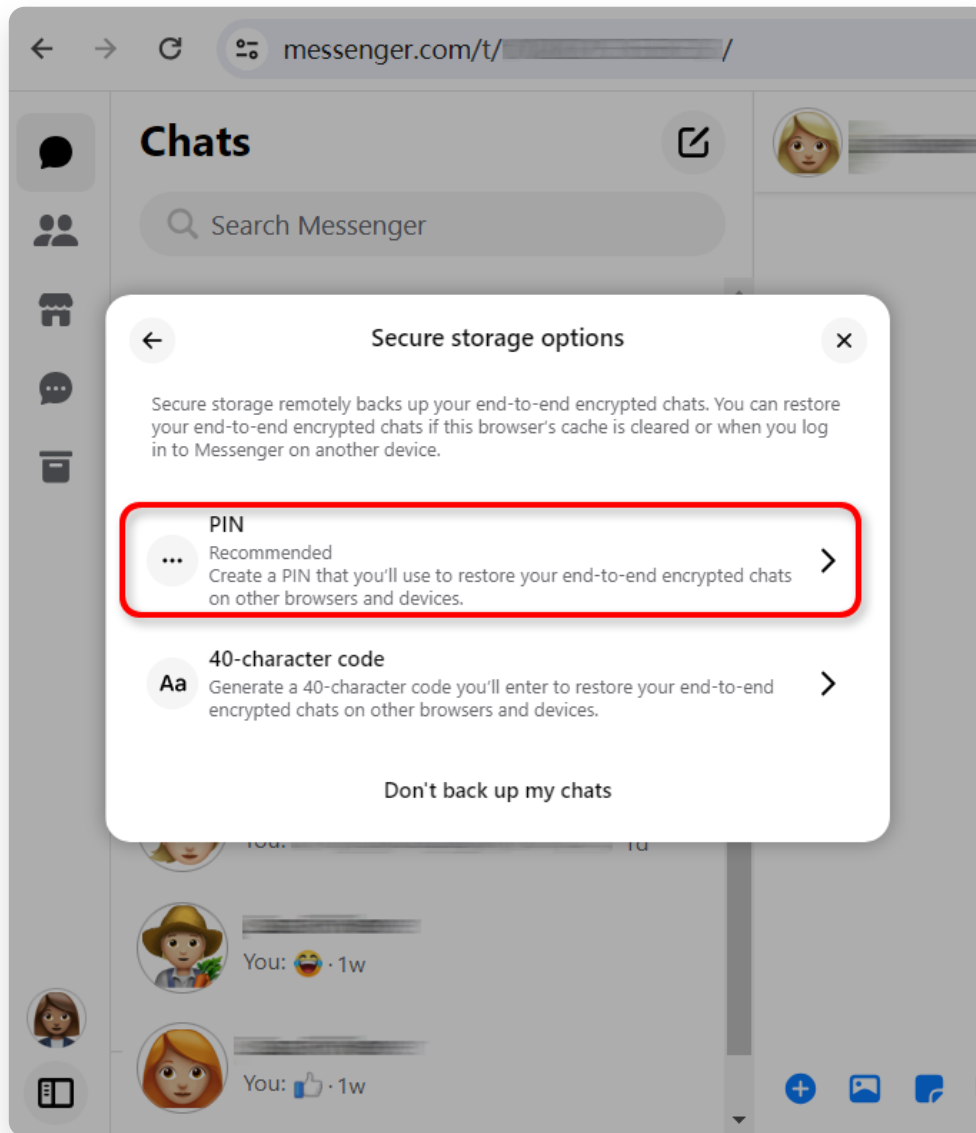 messenger.com/t/ /
Chats
Search Messenger
Secure storage options
Secure storage remotely backs up your end-to-end encrypted chats. You can restore
your end-to-end encrypted chats if this browser's cache is cleared or when you log
in to Messenger on another device.
PIN
Recommended
Create a PIN that you'll use to restore your end-to-end encrypted chats
on other browsers and devices.
40-character code
Aa
Generate a 40-character code you'll enter to restore your end-to-end
encrypted chats on other browsers and devices.
Don't back up my chats
You: 1d
You: 😂 · 1w
You: 👍 · 1w